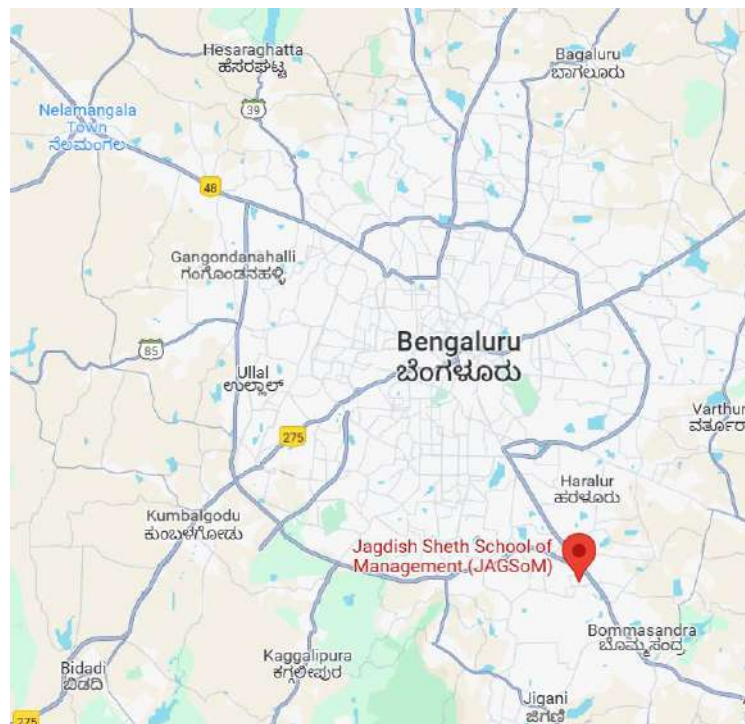 Hesaraghatta
ಹೆಸರಘಟ್ಟ
Bagaluru
ಬಾಗಲೂರು
39
Nelamangala
Town
ನೆಲಮಂಗಲ
48
Gangondanahalli
ಗಂಗೊಂಡನಹಳ್ಳಿ
85
Bengaluru
ಬೆಂಗಳೂರು
Ullal
ಉಲ್ಲಾಳ್
Varthur
ವರ್ತೂರ್
275
Haralur
ಹರಳೂರು
Kumbalgodu
ಕುಂಬಳಗೋಡು
Jagdish Sheth School of
Management (JAGSoM)
Bommasandra
ಬೊಮ್ಮಸಂದ್ರ
Kaggalipura
ಕಗ್ಗಲೀಪುರ
Bidadi
ಬಿಡದಿ
Jigani
ಜಿಗಣಿ
275